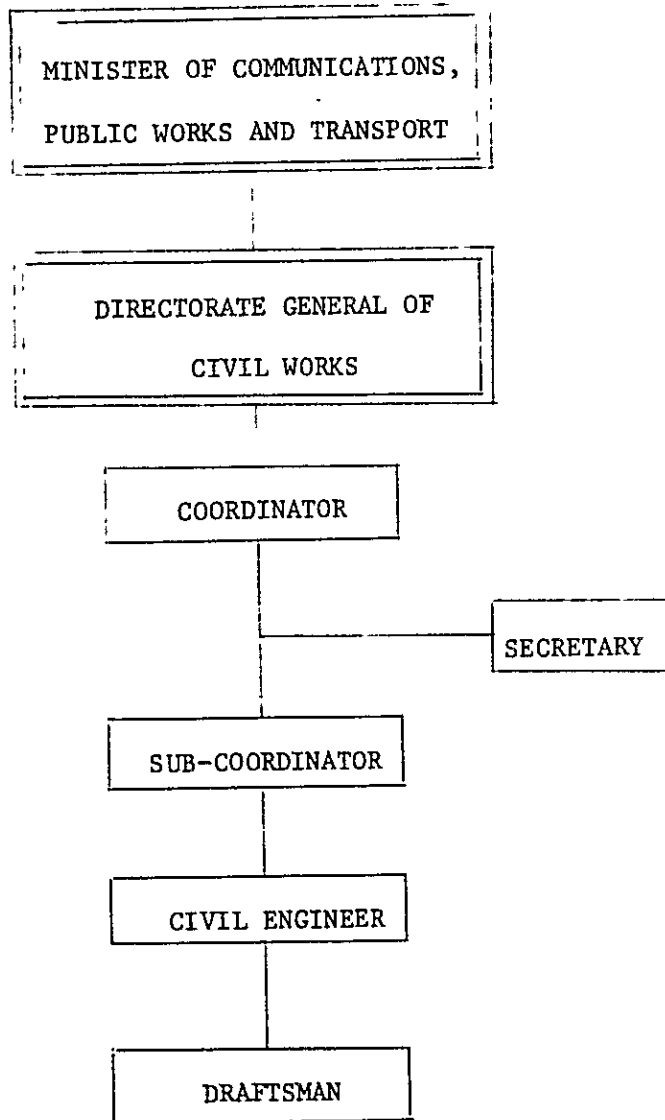 MINISTER OF COMMUNICATIONS,
PUBLIC WORKS AND TRANSPORT
DIRECTORATE GENERAL OF
CIVIL WORKS
COORDINATOR
SECRETARY
SUB-COORDINATOR
CIVIL ENGINEER
DRAFTSMAN